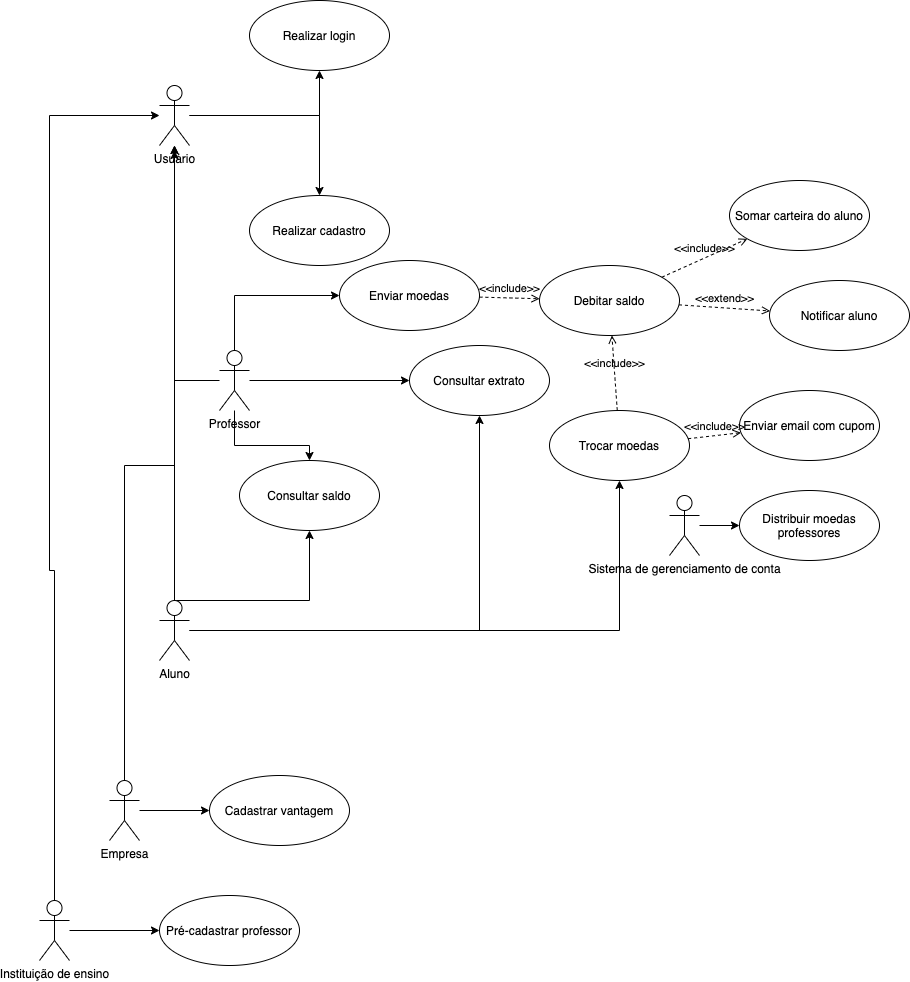 Realizar login
Usuário
Realizar cadastro
Somar carteira do aluno
<<include>>
Enviar moedas
<<include>>
Debitar saldo
<<extend>>
Notificar aluno
<<include>>
Consultar extrato
Professor
Trocar moedas
<<include>>
Enviar email com cupom
Consultar saldo
Distribuir moedas
professores
Sistema de gerenciamento de conta
Aluno
Cadastrar vantagem
Empresa
Pré-cadastrar professor
Instituição de ensino